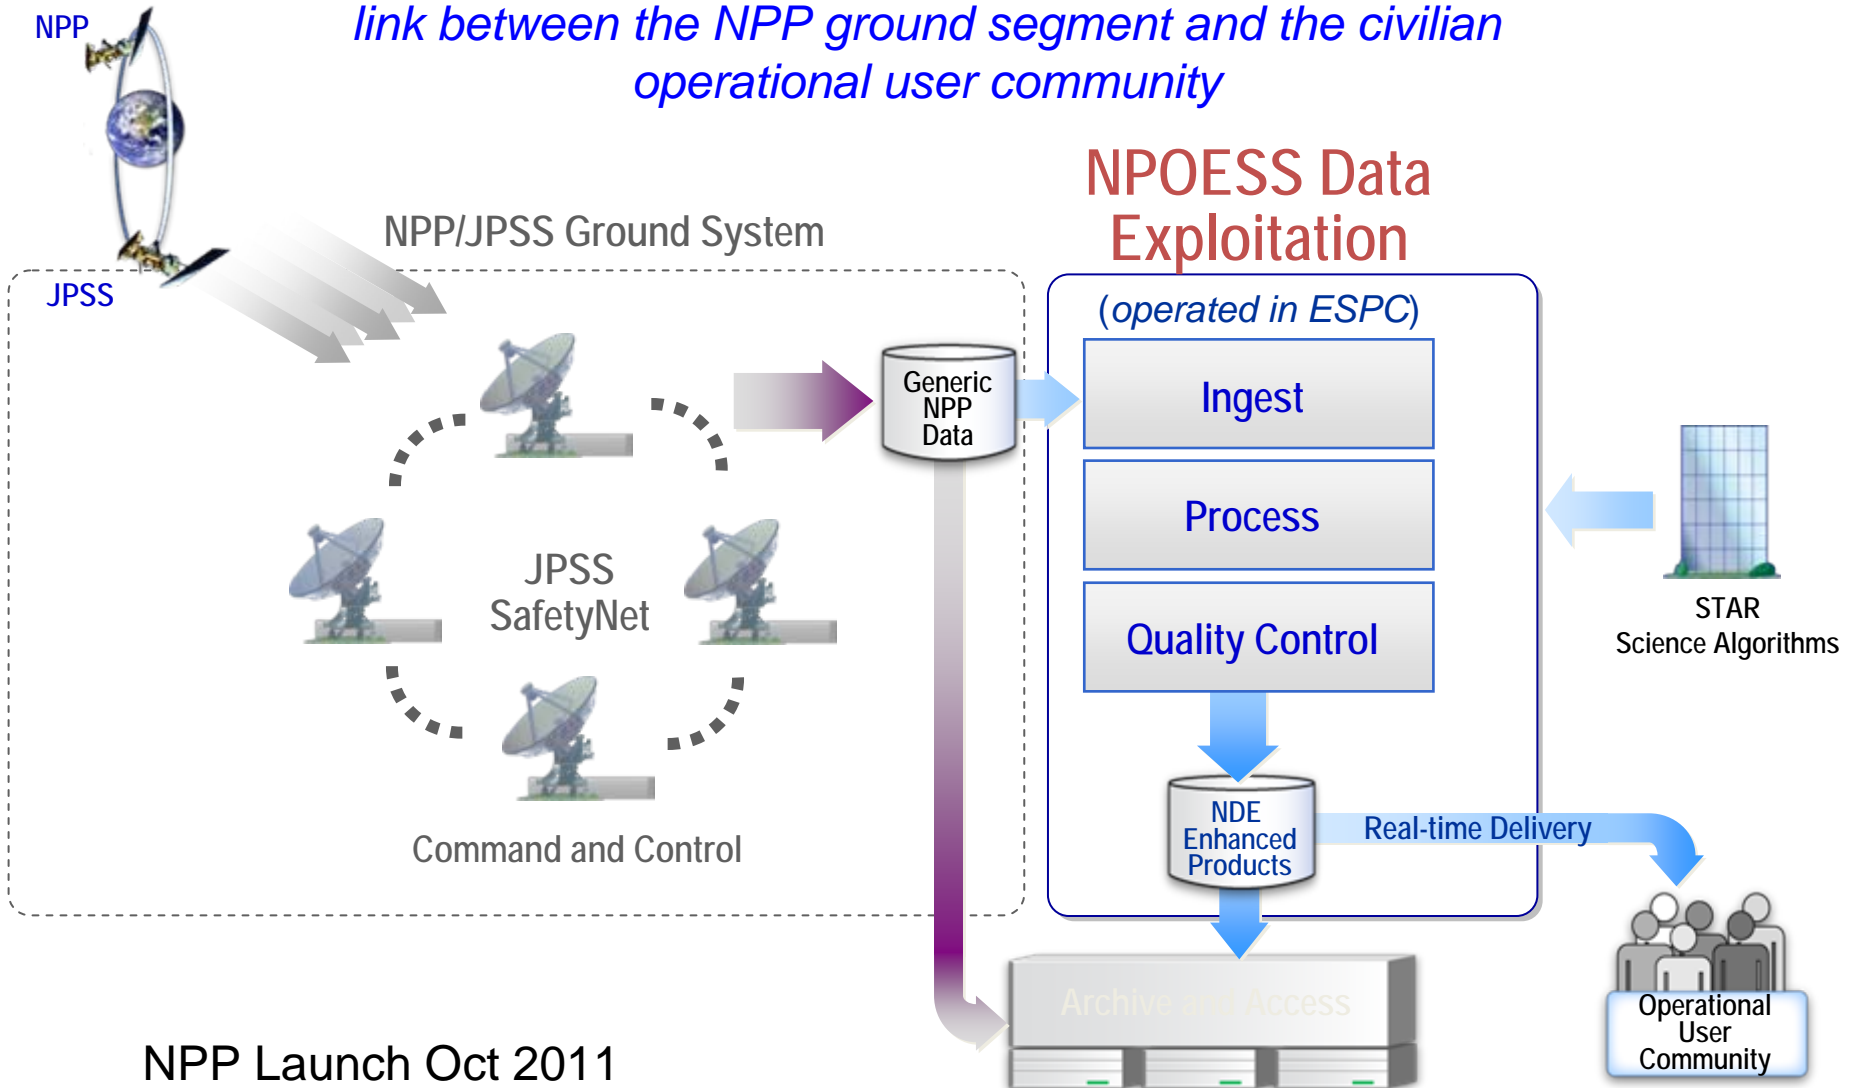 NPP
link between the NPP ground segment and the civilian
operational user community
NPOESS Data
Exploitation
NPP/JPSS Ground System
JPSS
(operated in ESPC)
Generic
NPP
Data
Ingest
Process
Quality Control
JPSS
SafetyNet
STAR
Science Algorithms
Command and Control
NDE
Enhanced
Products
Real-time Delivery
Archive and Access
Operational
User
Community
NPP Launch Oct 2011